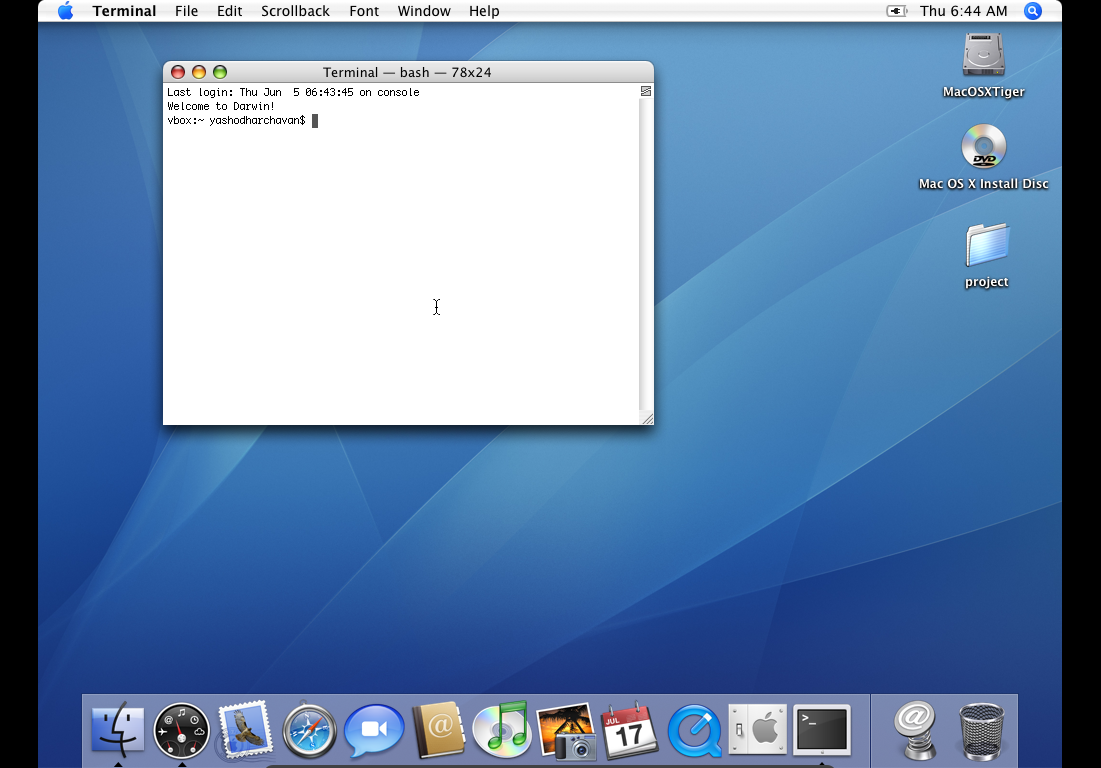 Terminal File Edit Scrollback Font Window Help Thu 6:44 AM
Terminal — bash — 78x24
Last login: Thu Jun  5 06:43:45 on console
Welcome to Darwin!
vbox:~ yashodharchavan$
MacOSXTiger
DVD
Mac OS X Install Disc
project
@
@
JUL
17
>_
@